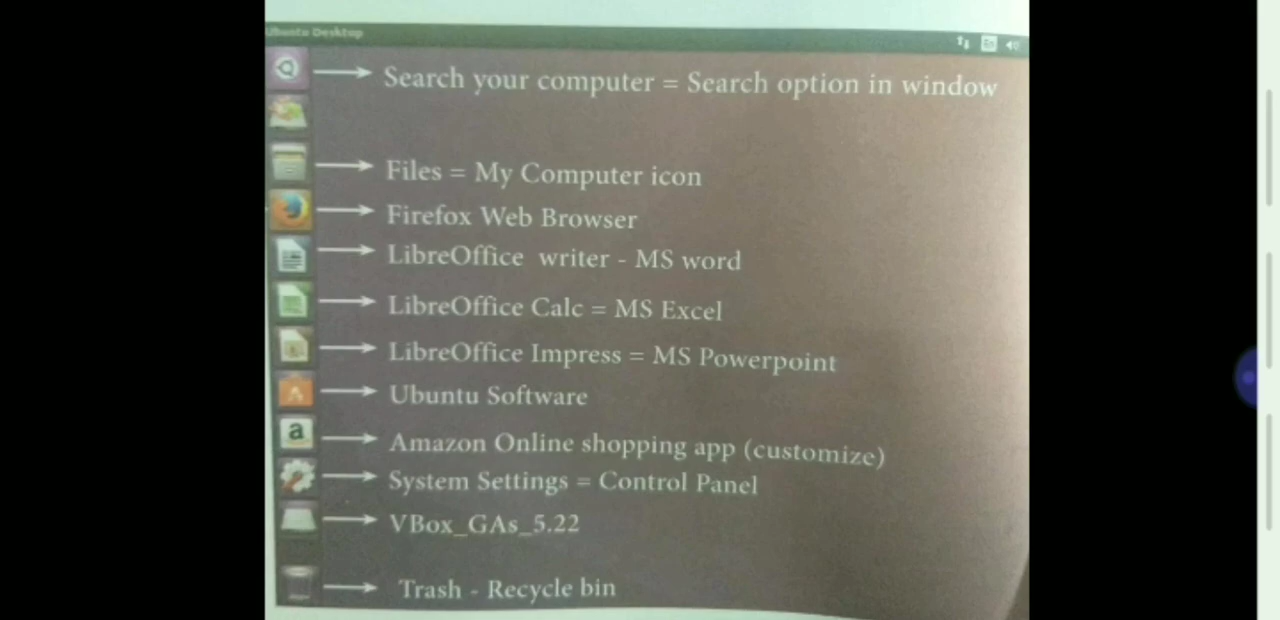 Ubuntu Desktop
Search your computer = Search option in window
Files = My Computer icon
Firefox Web Browser
LibreOffice writer - MS word
LibreOffice Calc = MS Excel
LibreOffice Impress = MS Powerpoint
Ubuntu Software
a
Amazon Online shopping app (customize)
System Settings = Control Panel
VBox_GAs_5.22
Trash - Recycle bin